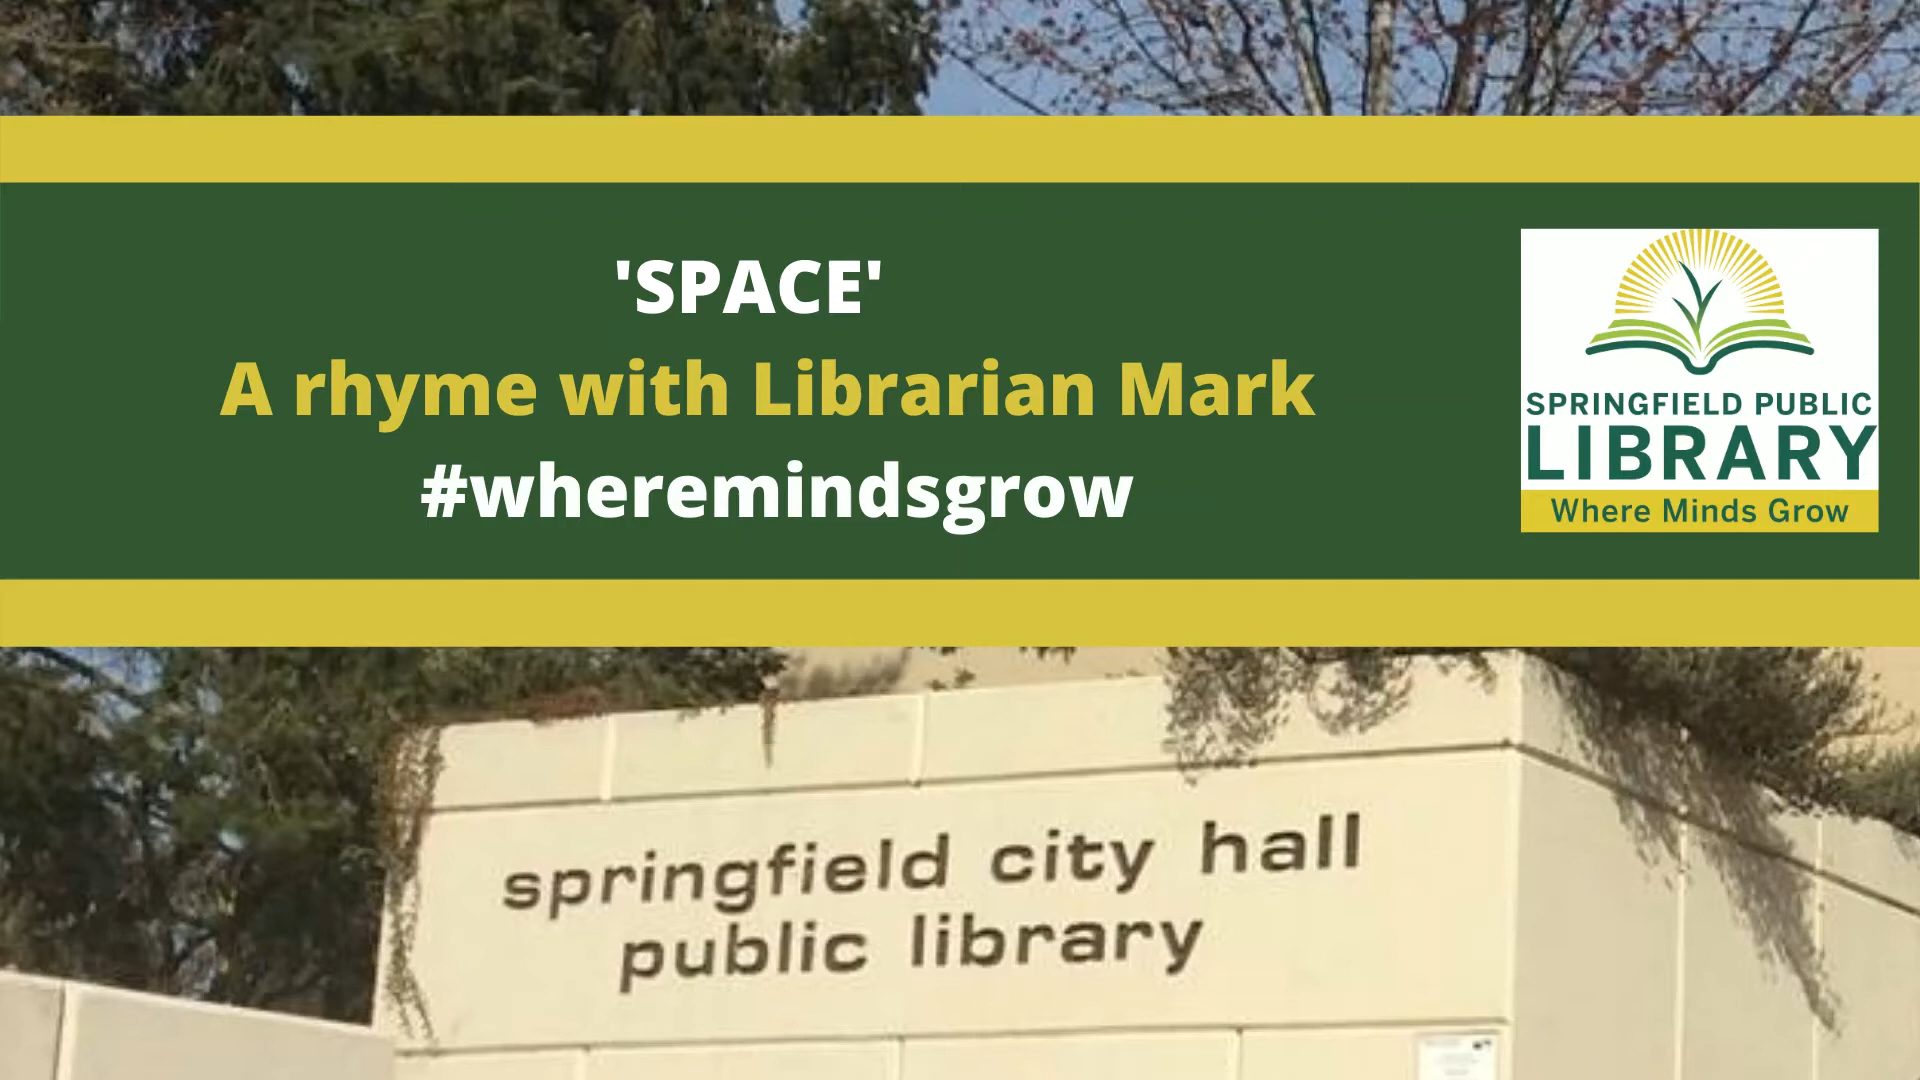 'SPACE'
A rhyme with Librarian Mark
#wheremindsgrow
SPRINGFIELD PUBLIC
LIBRARY
Where Minds Grow
springfield city hall
public library